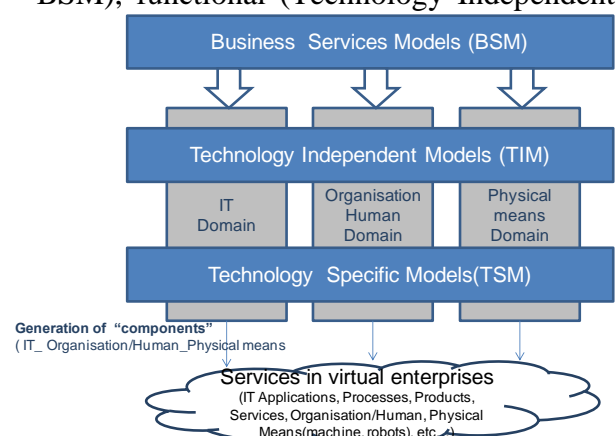 BSM), functional (Technology Independent
Business Services Models (BSM)
Technology Independent Models (TIM)
IT
Domain
Organisation
Human
Domain
Physical
means
Domain
Technology Specific Models(TSM)
Generation of “components”
( IT_ Organisation/Human_Physical means
Services in virtual enterprises
(IT Applications, Processes, Products,
Services, Organisation/Human, Physical
Means(machine, robots), etc...)